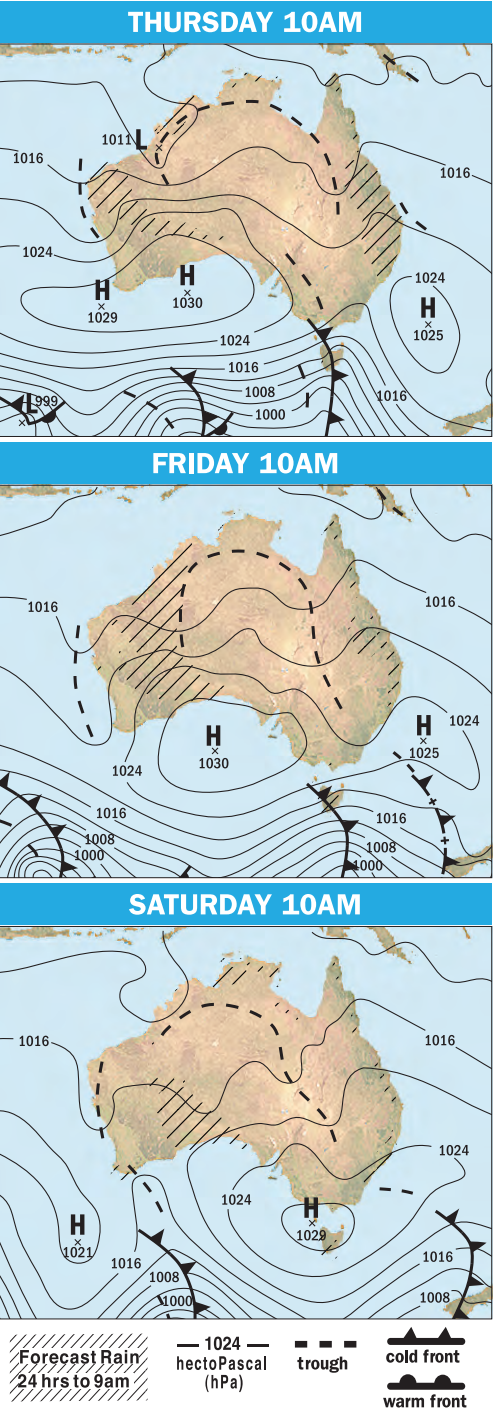 THURSDAY 10AM
1011 L
1016
1016
1024
H
1029
H
1030
1024
H
1025
1024
1016
1008
1000
1016
L 999
FRIDAY 10AM
1016
1016
1024
H
1030
H
1025
1024
1016
1008
1000
1016
1008
1000
SATURDAY 10AM
1016
1016
1024
1024
H
1029
H
1021
1016
1008
1000
1016
1008
Forecast Rain
24 hrs to 9am
1024
hectoPascal
(hPa)
trough
cold front
warm front